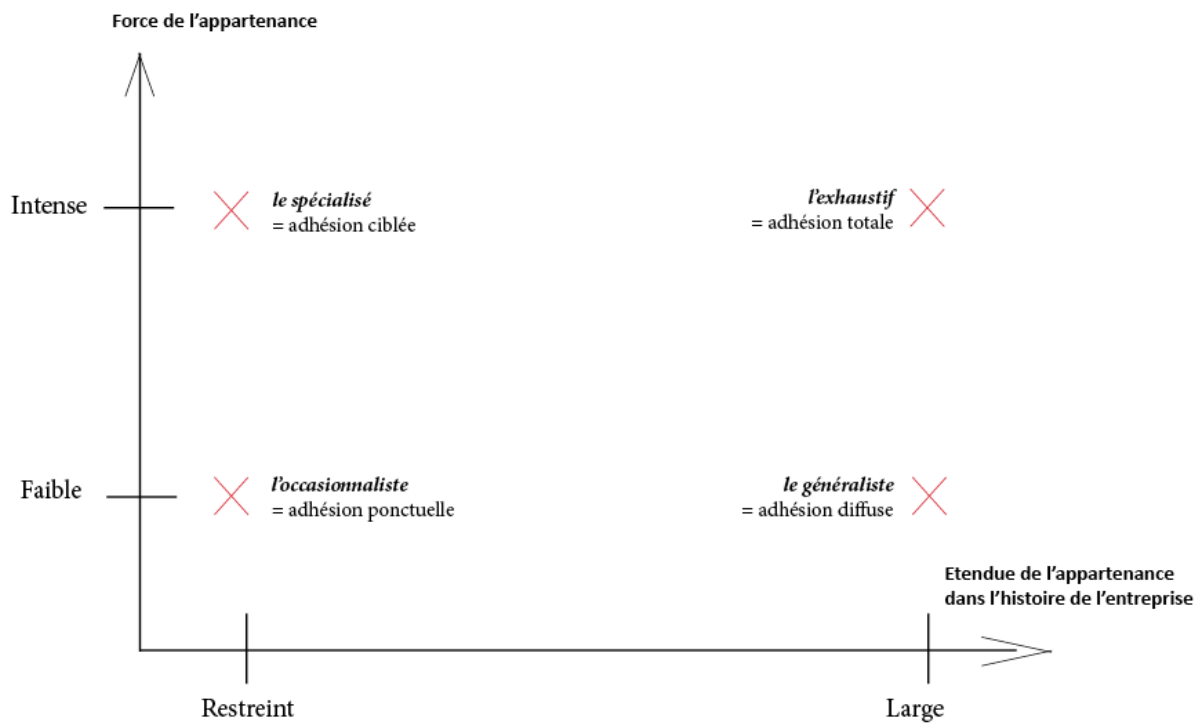 Force de l’appartenance
Intense
le spécialisé
= adhésion ciblée
l’exhaustif
= adhésion totale
Faible
l’occasionnaliste
= adhésion ponctuelle
le généraliste
= adhésion diffuse
Etendue de l’appartenance
dans l’histoire de l’entreprise
Restreint
Large